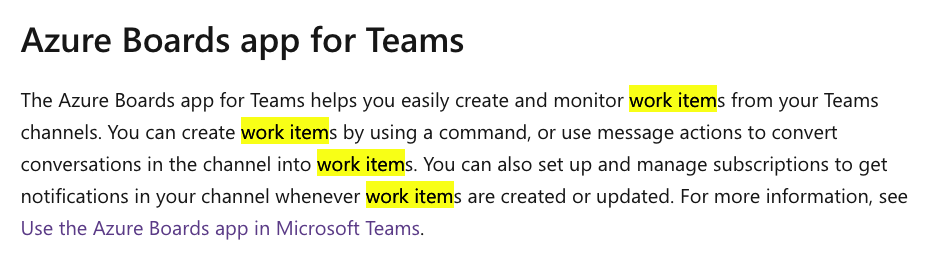 Azure Boards app for Teams
The Azure Boards app for Teams helps you easily create and monitor work items from your Teams
channels. You can create work items by using a command, or use message actions to convert
conversations in the channel into work items. You can also set up and manage subscriptions to get
notifications in your channel whenever work items are created or updated. For more information, see
Use the Azure Boards app in Microsoft Teams.